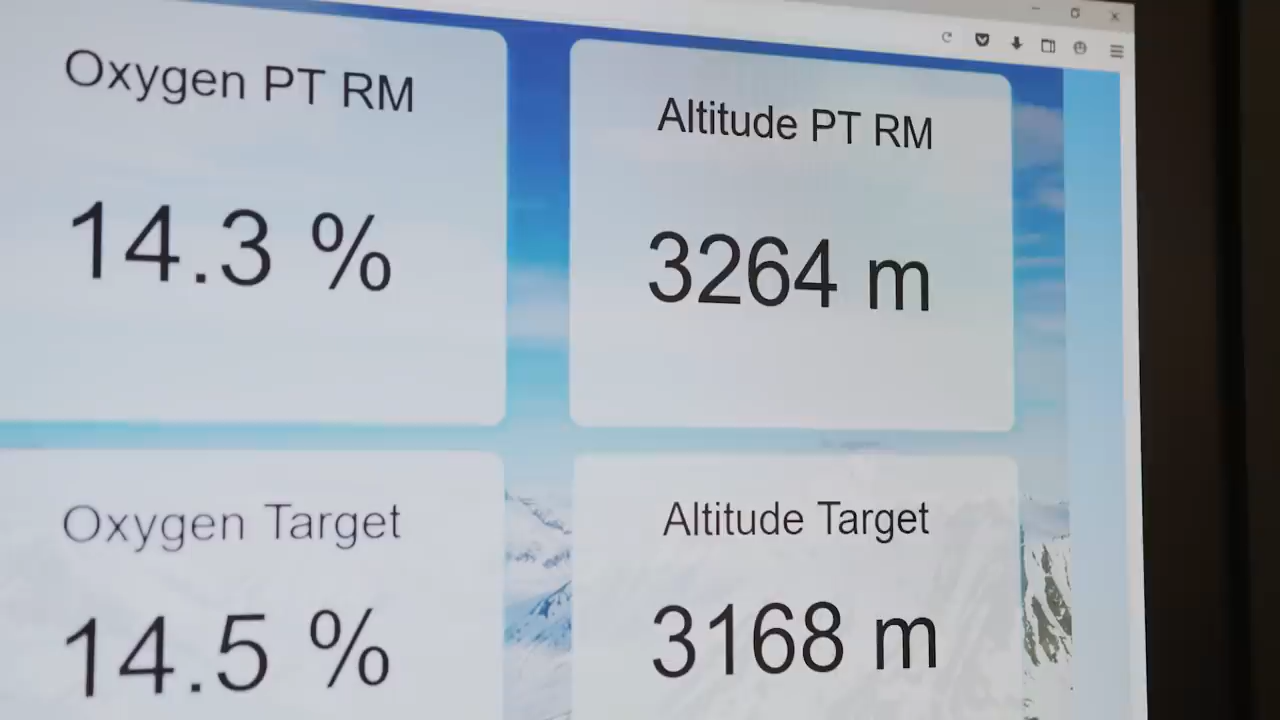 Oxygen PT RM
14.3 %
Altitude PT RM
3264 m
Oxygen Target
14.5 %
Altitude Target
3168 m